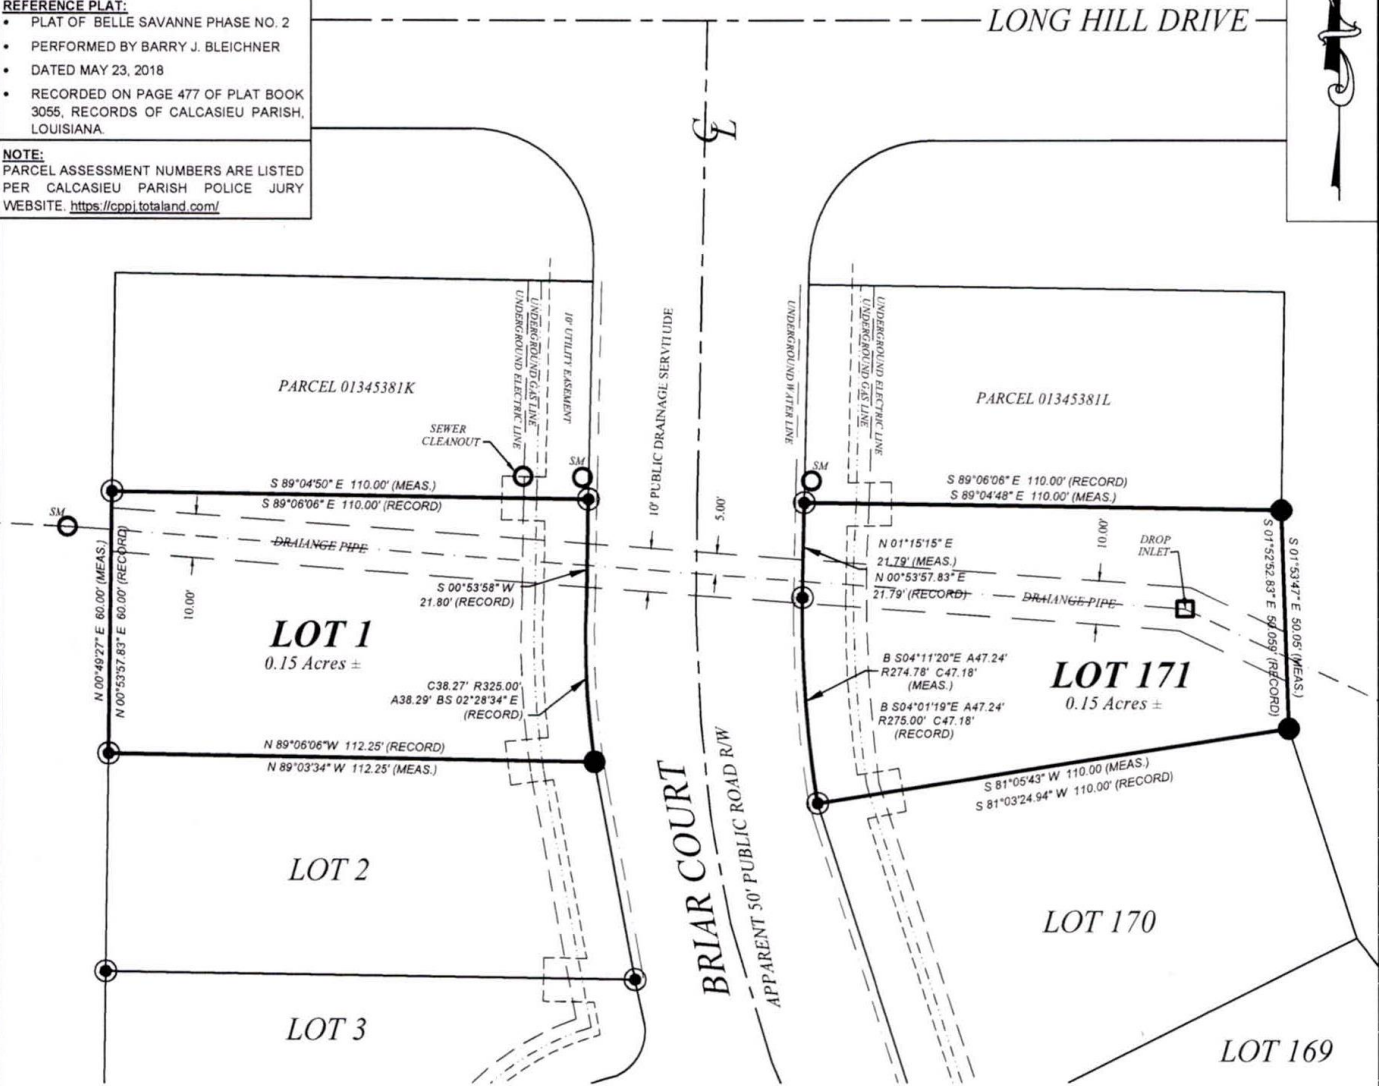 REFERENCE PLAT:
• PLAT OF BELLE SAVANNE PHASE NO. 2
• PERFORMED BY BARRY J. BLEICHNER
• DATED MAY 23, 2018
• RECORDED ON PAGE 477 OF PLAT BOOK
3055, RECORDS OF CALCASIEU PARISH,
LOUISIANA.
NOTE:
PARCEL ASSESSMENT NUMBERS ARE LISTED
PER CALCASIEU PARISH POLICE JURY
WEBSITE. https://cppj.totaland.com/
LONG HILL DRIVE
CL
PARCEL 01345381K
UNDERGROUND ELECTRIC LINE
UNDERGROUND GAS LINE
10' UTILITY EASEMENT
10' PUBLIC DRAINAGE SERVTIUDE
5.00'
UNDERGROUND WATER LINE
UNDERGROUND GAS LINE
UNDERGROUND ELECTRIC LINE
PARCEL 01345381L
SEWER
CLEANOUT
SM
SM
SM
S 89°04'50" E 110.00' (MEAS.)
S 89°06'06" E 110.00' (RECORD)
S 89°06'06" E 110.00' (RECORD)
S 89°04'48" E 110.00' (MEAS.)
DRAIANGE PIPE
10.00'
N 00°49'27" E 60.00' (MEAS.)
N 00°53'57.83" E 60.00' (RECORD)
S 00°53'58" W
21.80' (RECORD)
LOT 1
0.15 Acres ±
C38.27' R325.00'
A38.29' BS 02°28'34" E
(RECORD)
N 89°06'06"W 112.25' (RECORD)
N 89°03'34" W 112.25' (MEAS.)
N 01°15'15" E
21.79' (MEAS.)
N 00°53'57.83" E
21.79' (RECORD)
10.00'
DROP
INLET
DRAIANGE PIPE
S 01°53'47" E 50.05' (MEAS.)
S 01°52'52.83" E 50.059' (RECORD)
B S04°11'20"E A47.24'
R274.78' C47.18'
(MEAS.)
B S04°01'19"E A47.24'
R275.00' C47.18'
(RECORD)
LOT 171
0.15 Acres ±
S 81°05'43" W 110.00 (MEAS.)
S 81°03'24.94" W 110.00' (RECORD)
BRIAR COURT
APPARENT 50' PUBLIC ROAD R/W
LOT 2
LOT 170
LOT 3
LOT 169